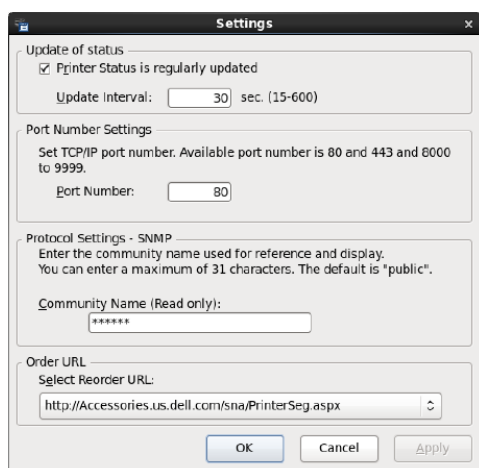 Settings
Update of status
Printer Status is regularly updated
Update Interval: 30 sec. (15-600)
Port Number Settings
Set TCP/IP port number. Available port number is 80 and 443 and 8000
to 9999.
Port Number: 80
Protocol Settings - SNMP
Enter the community name used for reference and display.
You can enter a maximum of 31 characters. The default is "public".
Community Name (Read only):
******
Order URL
Select Reorder URL:
http://Accessories.us.dell.com/sna/PrinterSeg.aspx
OK Cancel Apply